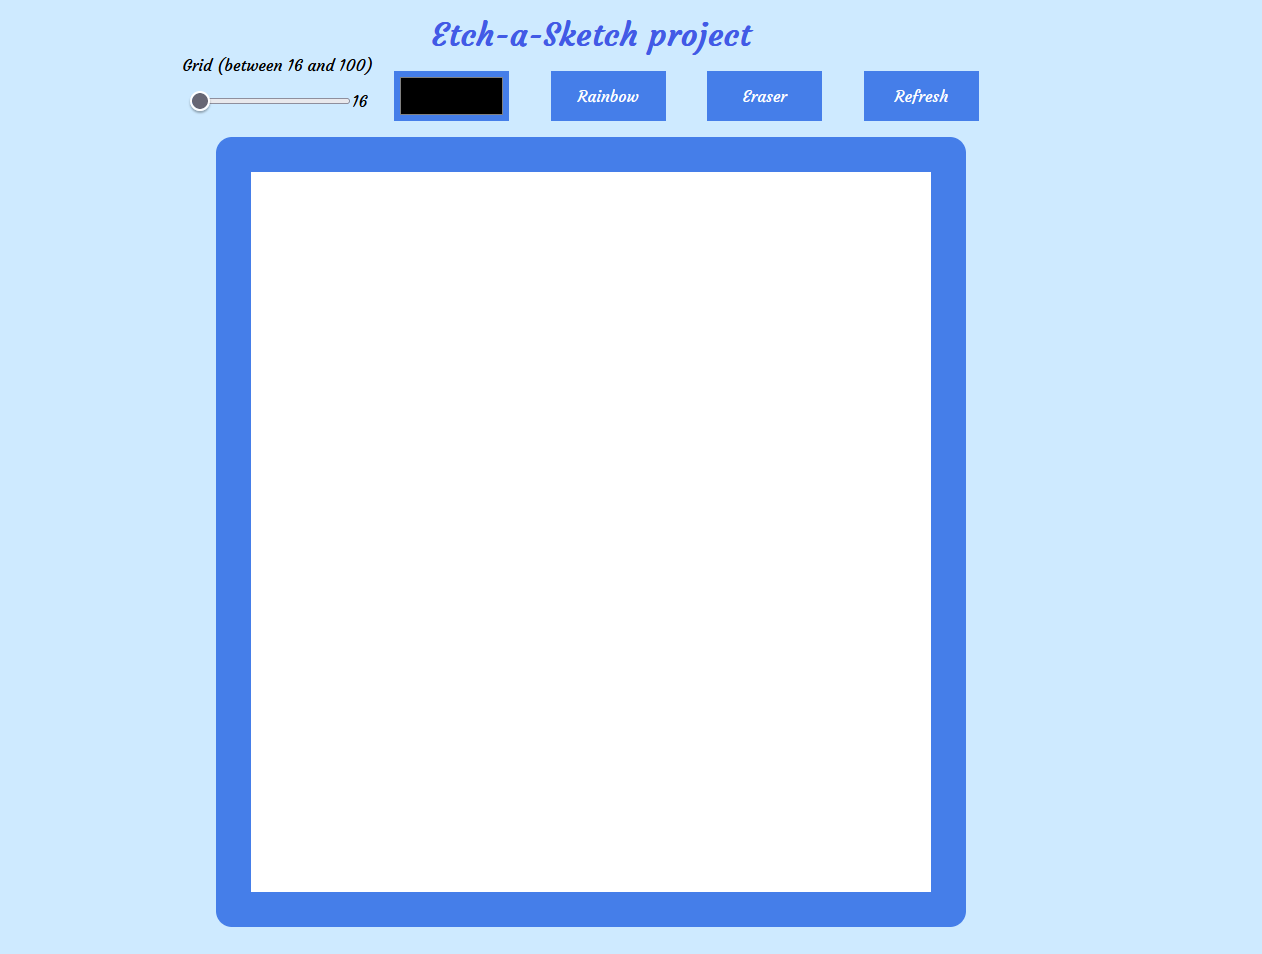 Etch-a-Sketch project
Grid (between 16 and 100)
16
Rainbow
Eraser
Refresh